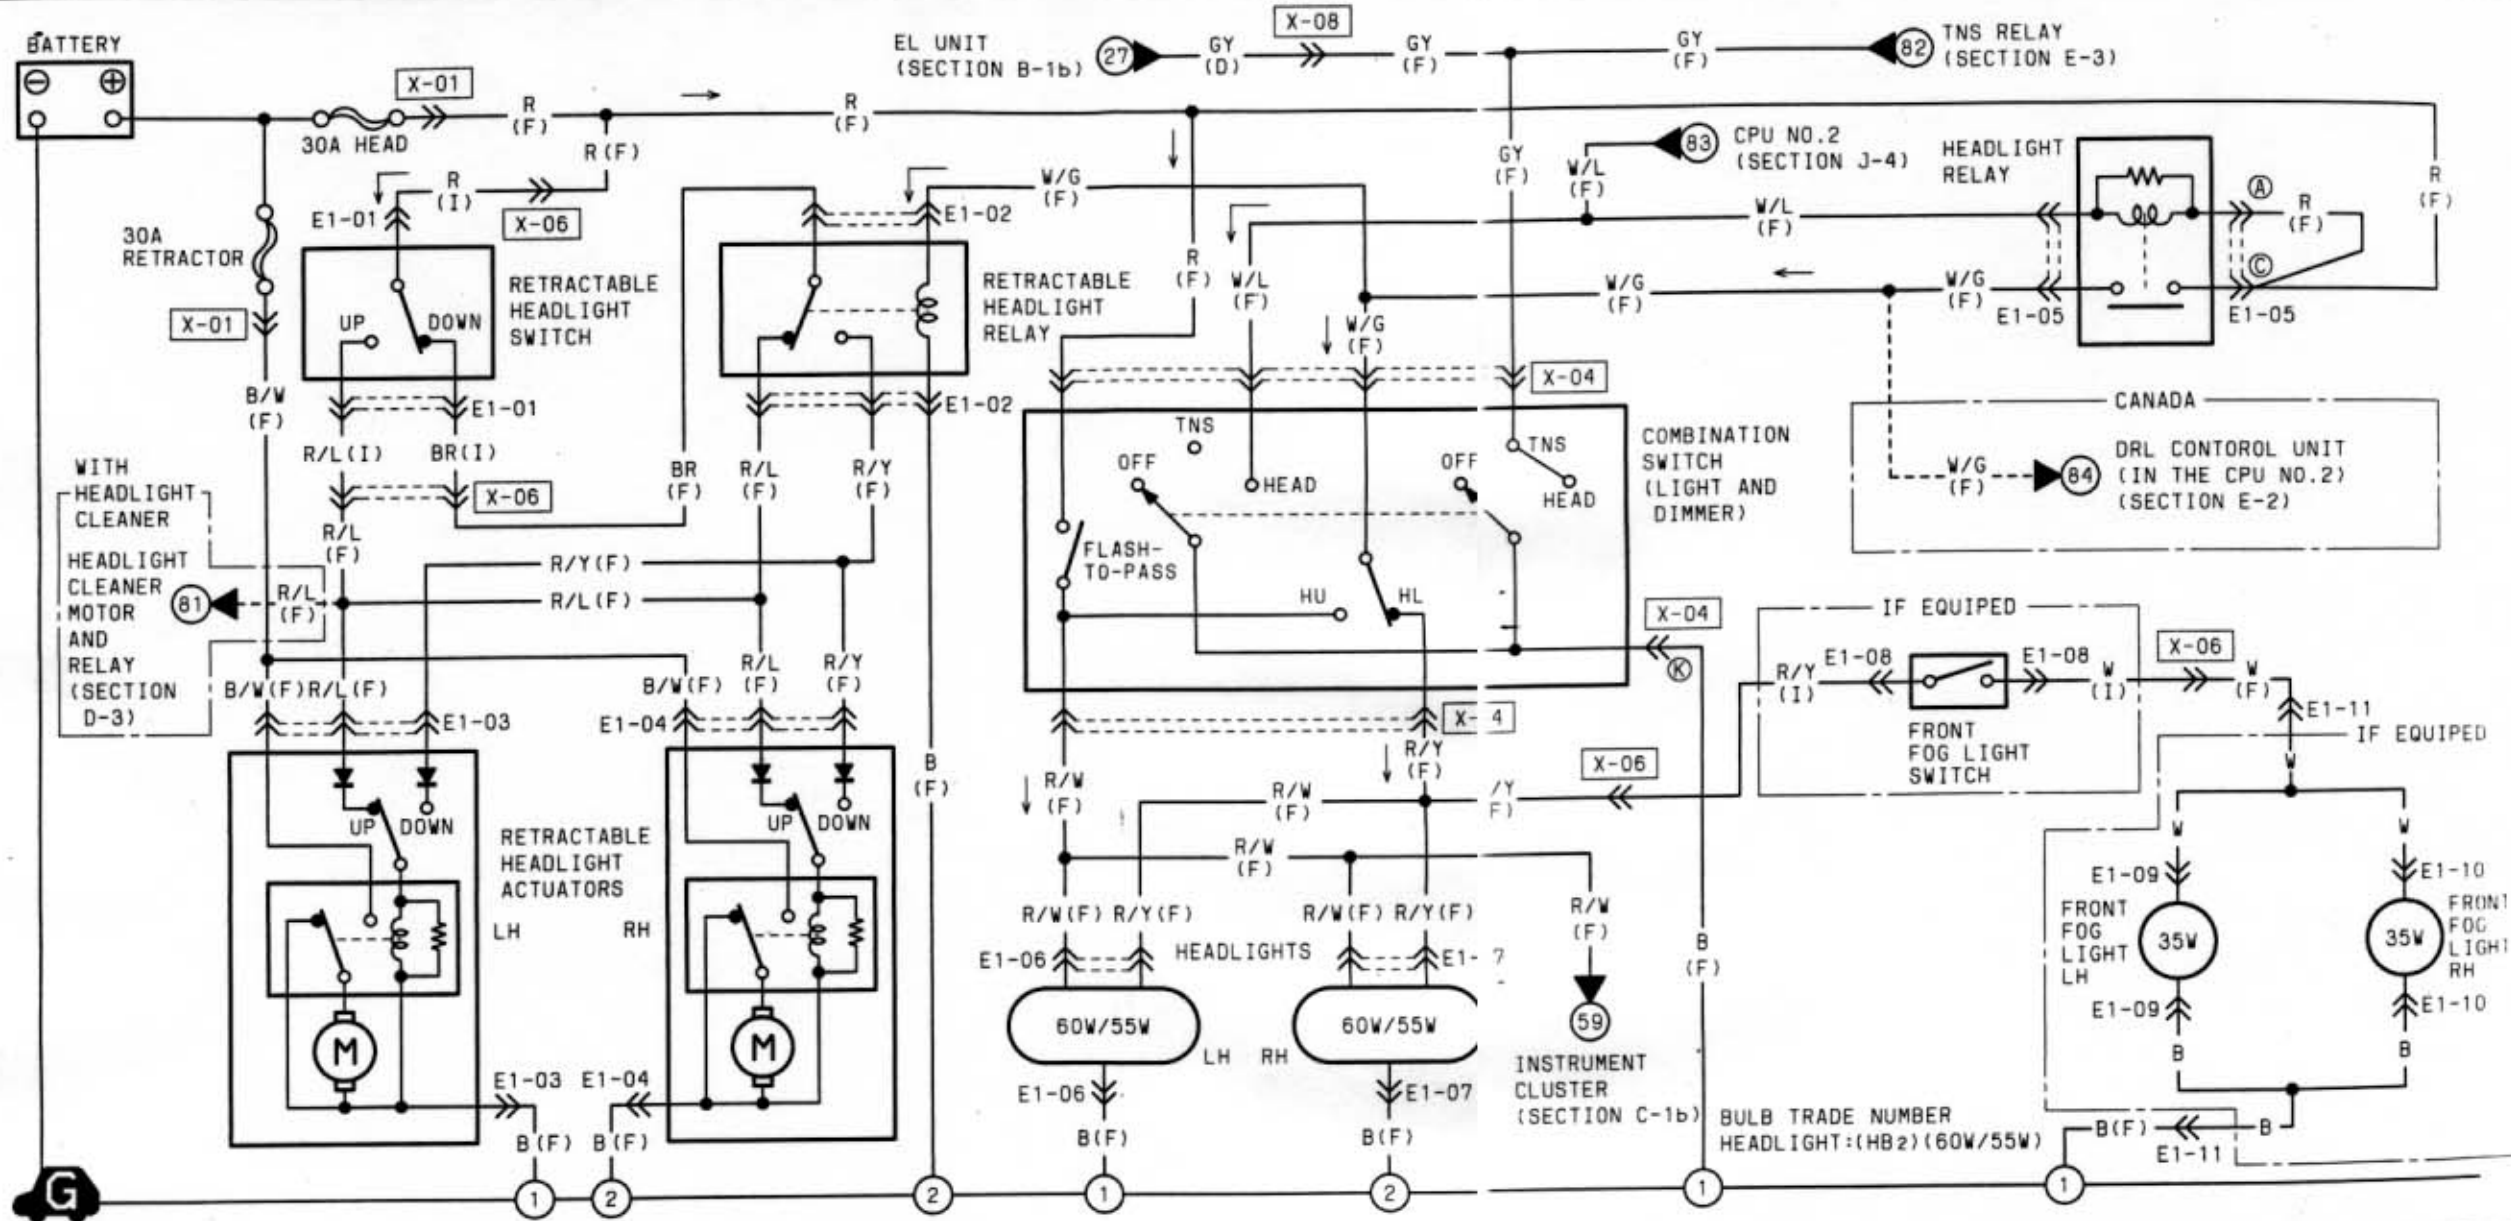 BATTERY
X-01
30A HEAD
R
(F)
R(F)
R
(F)
EL UNIT
(SECTION B-1b)
27
GY
(D)
X-08
GY
(F)
GY
(F)
82
TNS RELAY
(SECTION E-3)
30A
RETRACTOR
X-01
E1-01
R
(I)
X-06
RETRACTABLE
HEADLIGHT
SWITCH
UP
DOWN
E1-02
W/G
(F)
RETRACTABLE
HEADLIGHT
RELAY
R
(F)
W/L
(F)
W/G
(F)
GY
(F)
W/L
(F)
83
CPU NO.2
(SECTION J-4)
W/L
(F)
W/G
(F)
W/G
(F)
HEADLIGHT
RELAY
A
C
R
(F)
R
(F)
E1-05
E1-05
B/W
(F)
E1-01
R/L(I)
BR(I)
X-06
R/L
(F)
BR
(F)
R/L
(F)
R/Y
(F)
E1-02
X-04
CANADA
W/G
(F)
84
DRL CONTOROL UNIT
(IN THE CPU NO.2)
(SECTION E-2)
WITH
HEADLIGHT
CLEANER
HEADLIGHT
CLEANER
MOTOR
AND
RELAY
(SECTION
D-3)
81
R/L
(F)
R/Y(F)
R/L(F)
TNS
OFF
HEAD
OFF
TNS
HEAD
FLASH-
TO-PASS
HU
HL
COMBINATION
SWITCH
(LIGHT AND
DIMMER)
X-04
K
IF EQUIPED
R/Y
(I)
E1-08
E1-08
W
(I)
X-06
W
(F)
FRONT
FOG LIGHT
SWITCH
E1-11
IF EQUIPED
W
B/W(F)
R/L(F)
E1-03
B/W(F)
R/L
(F)
R/Y
(F)
E1-04
UP
DOWN
UP
DOWN
RETRACTABLE
HEADLIGHT
ACTUATORS
LH
RH
M
M
B
(F)
X- 4
R/W
(F)
R/Y
(F)
R/W
(F)
/Y
F)
X-06
R/W
(F)
R/W(F)
R/Y(F)
R/W(F)
R/Y(F)
R/W
(F)
B
(F)
E1-06
HEADLIGHTS
E1- 7
60W/55W
LH
RH
60W/55W
59
INSTRUMENT
CLUSTER
(SECTION C-1b)
W
W
E1-09
E1-10
FRONT
FOG
LIGHT
LH
35W
35W
FRONT
FOG
LIGHT
RH
E1-09
E1-10
B
B
E1-03
E1-04
B(F)
B(F)
E1-06
B(F)
E1-07
B(F)
BULB TRADE NUMBER
HEADLIGHT:(HB2)(60W/55W)
B(F)
E1-11
B
G
1
2
2
1
2
1
1